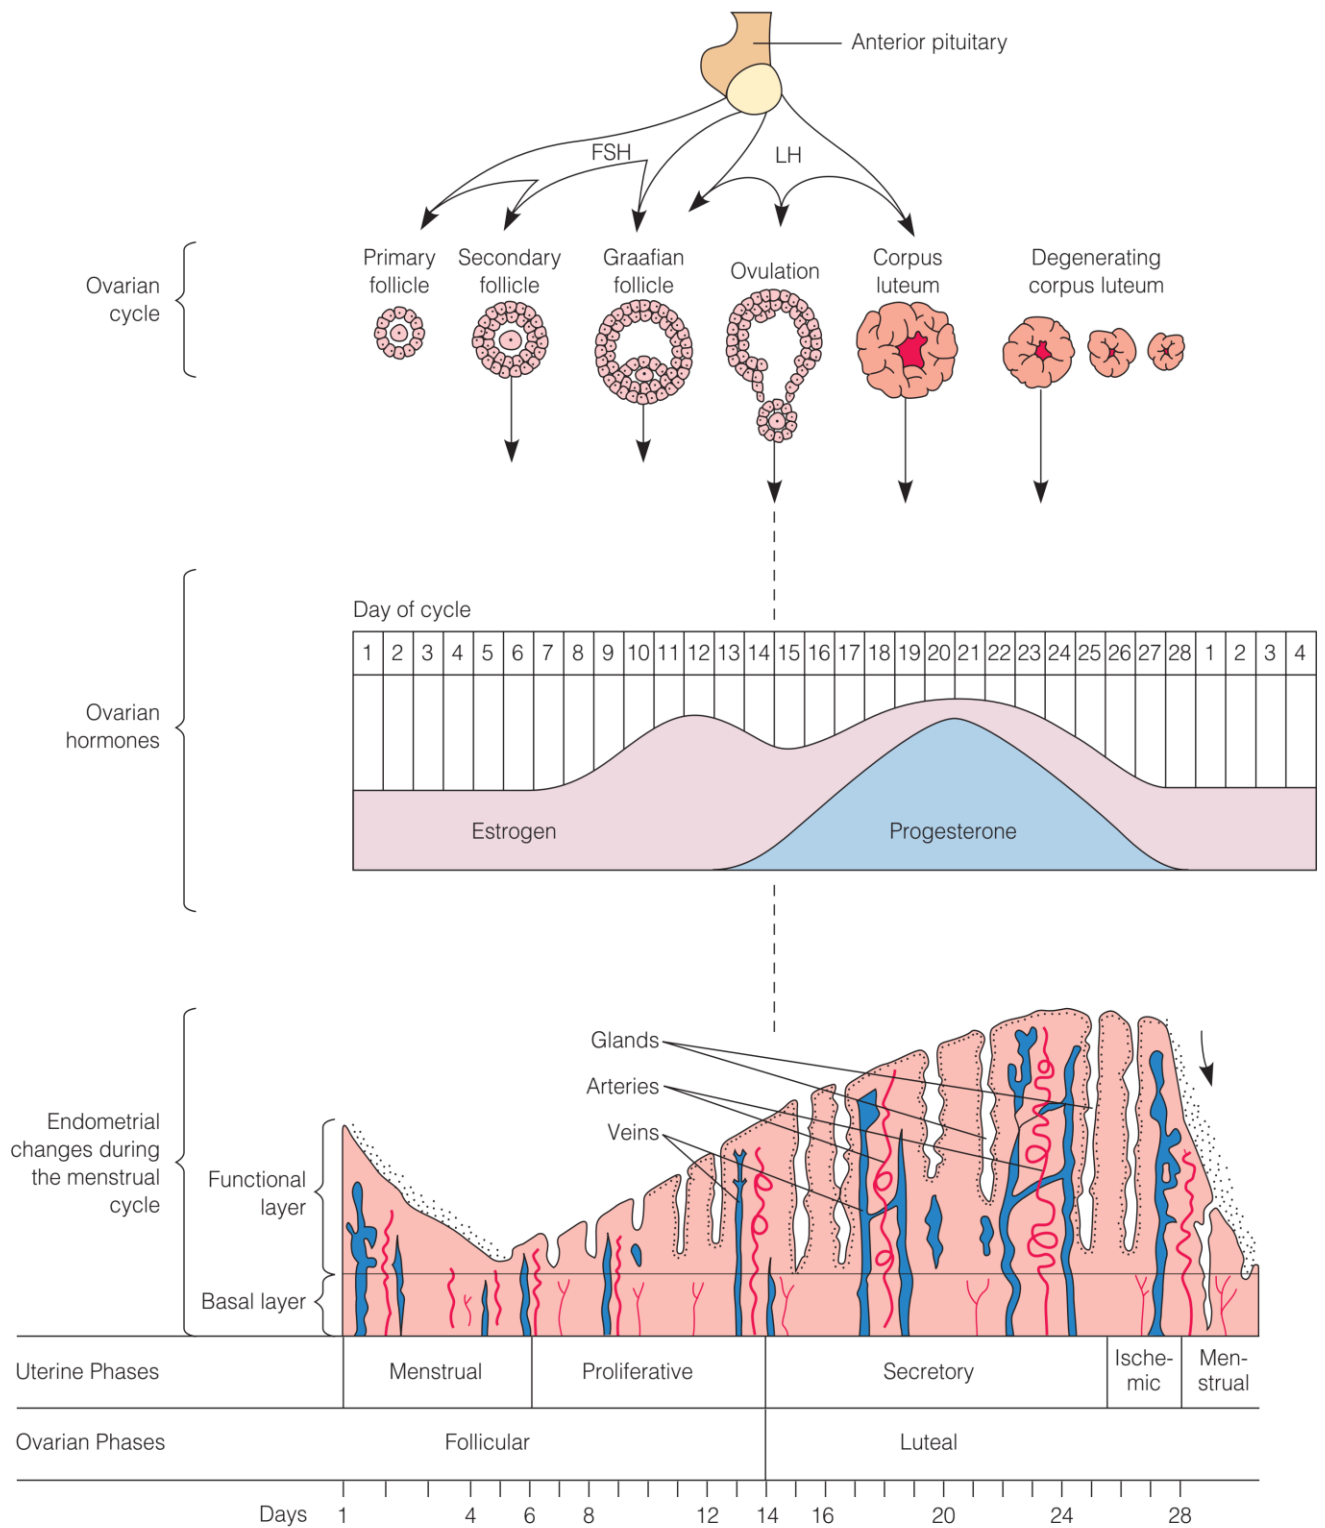 Anterior pituitary
FSH
LH
Ovarian
cycle
Primary
follicle
Secondary
follicle
Graafian
follicle
Ovulation
Corpus
luteum
Degenerating
corpus luteum
Day of cycle
1 2 3 4 5 6 7 8 9 10 11 12 13 14 15 16 17 18 19 20 21 22 23 24 25 26 27 28 1 2 3 4
Ovarian
hormones
Estrogen
Progesterone
Endometrial
changes during
the menstrual
cycle
Functional
layer
Basal layer
Glands
Arteries
Veins
Uterine Phases
Menstrual
Proliferative
Secretory
Ische-
mic
Men-
strual
Ovarian Phases
Follicular
Luteal
Days 1 4 6 8 12 14 16 20 24 28